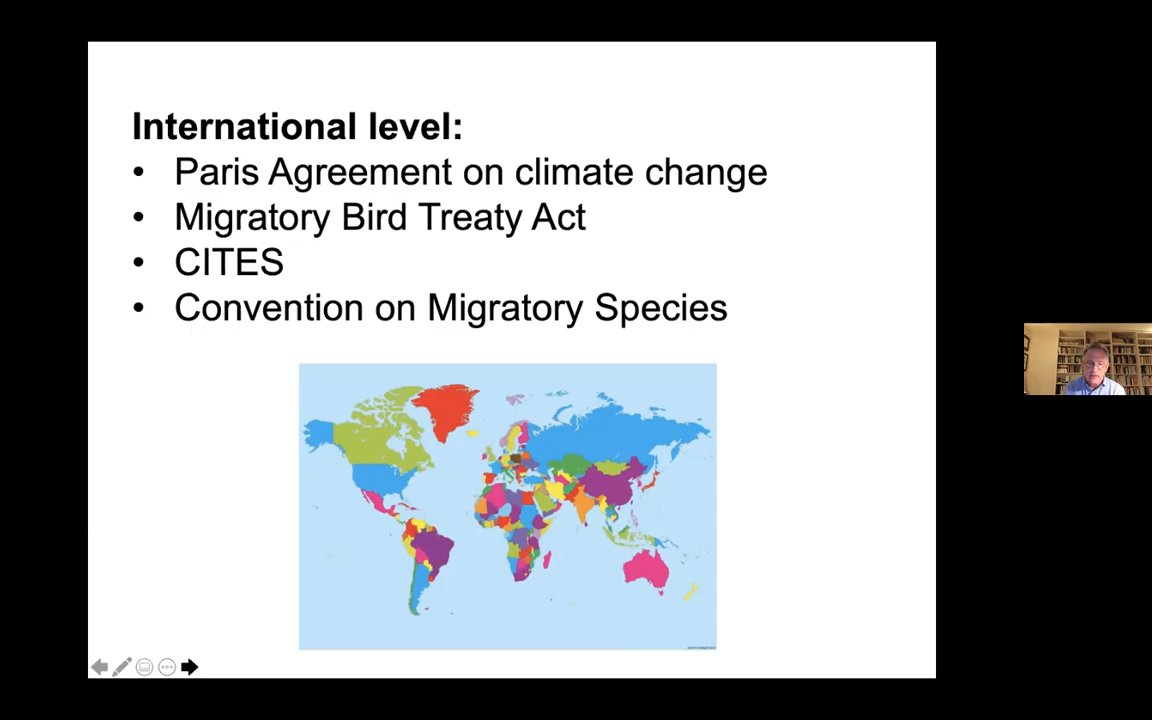 International level:
• Paris Agreement on climate change
• Migratory Bird Treaty Act
• CITES
• Convention on Migratory Species